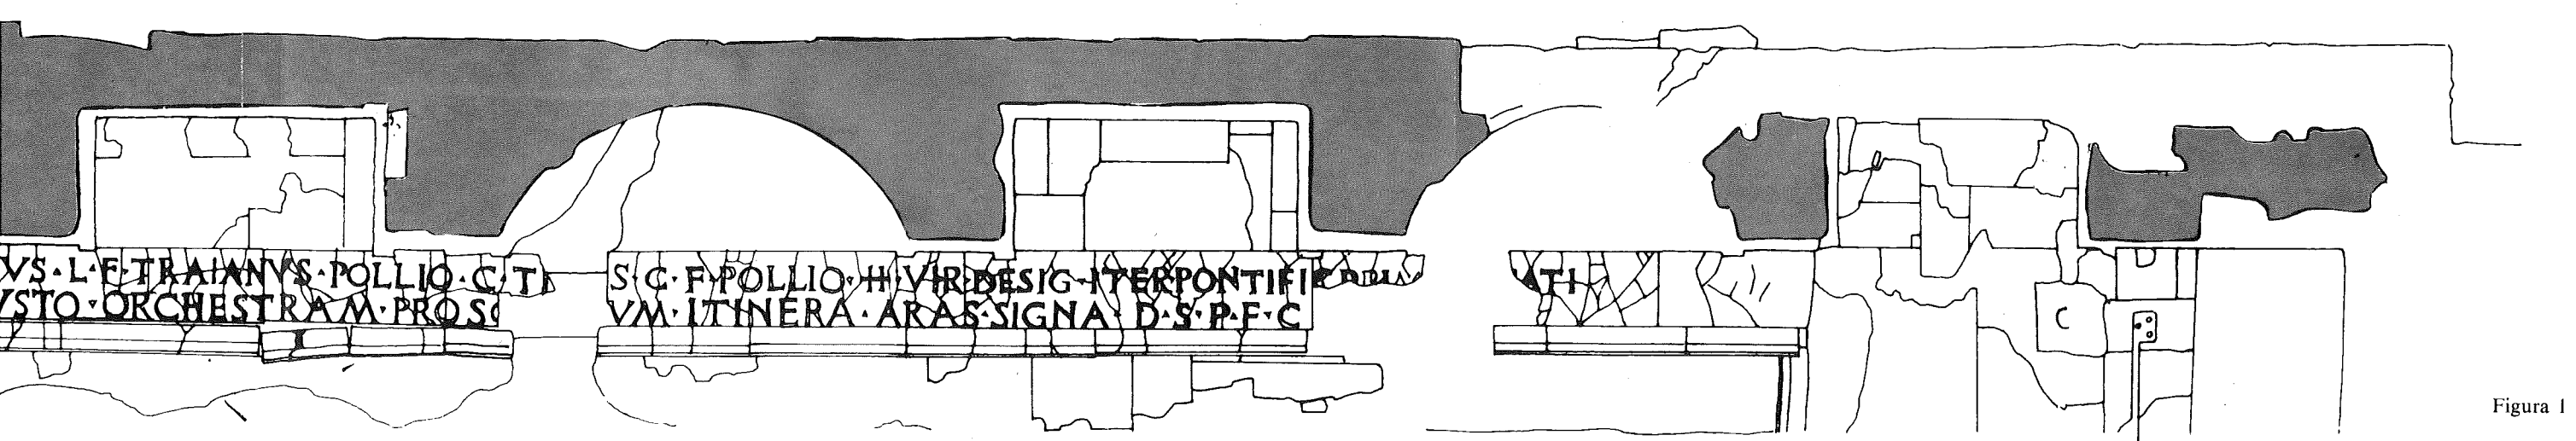 VS·L·F·TRAIANVS·POLLIO·C·TI S·C·F·POLLIO·II·VIR·DESIG·ITER·PONTIFI ATI
VSTO·ORCHESTRAM·PROSC VM·ITINERA·ARAS·SIGNA·D·S·P·F·C
C
Figura 1